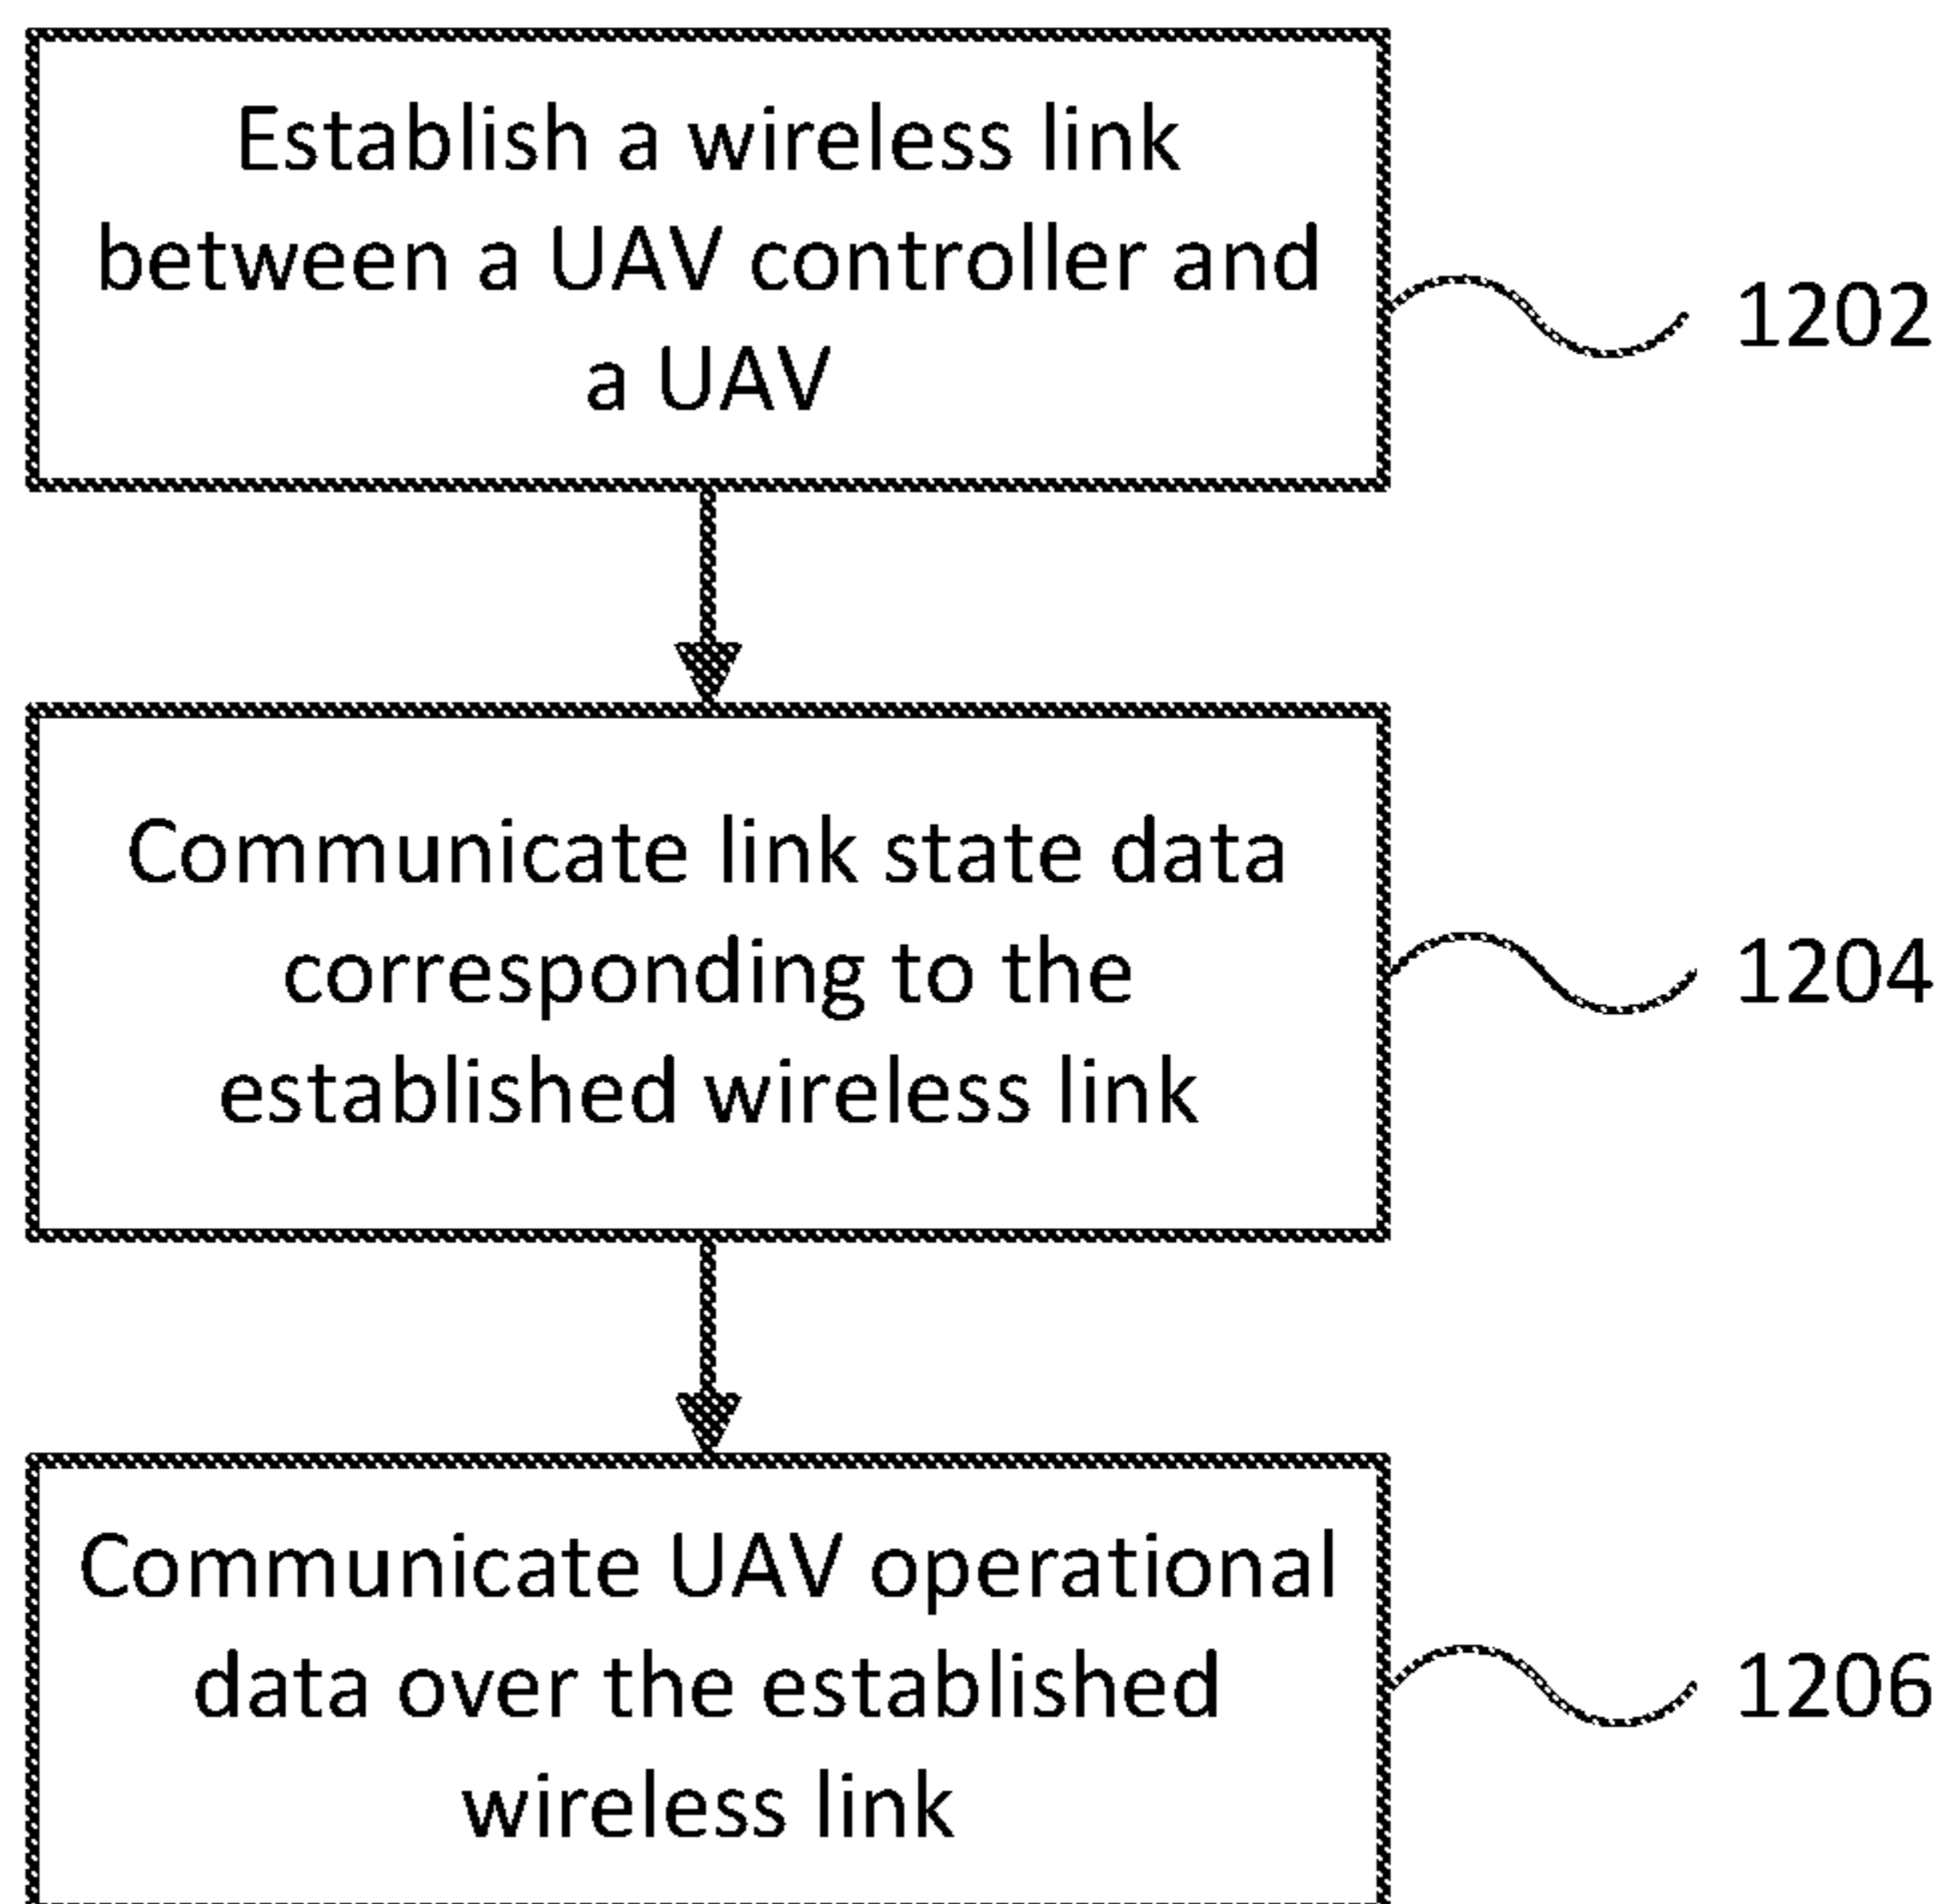 Establish a wireless link
between a UAV controller and
a UAV
1202
Communicate link state data
corresponding to the
established wireless link
1204
Communicate UAV operational
data over the established
wireless link
1206